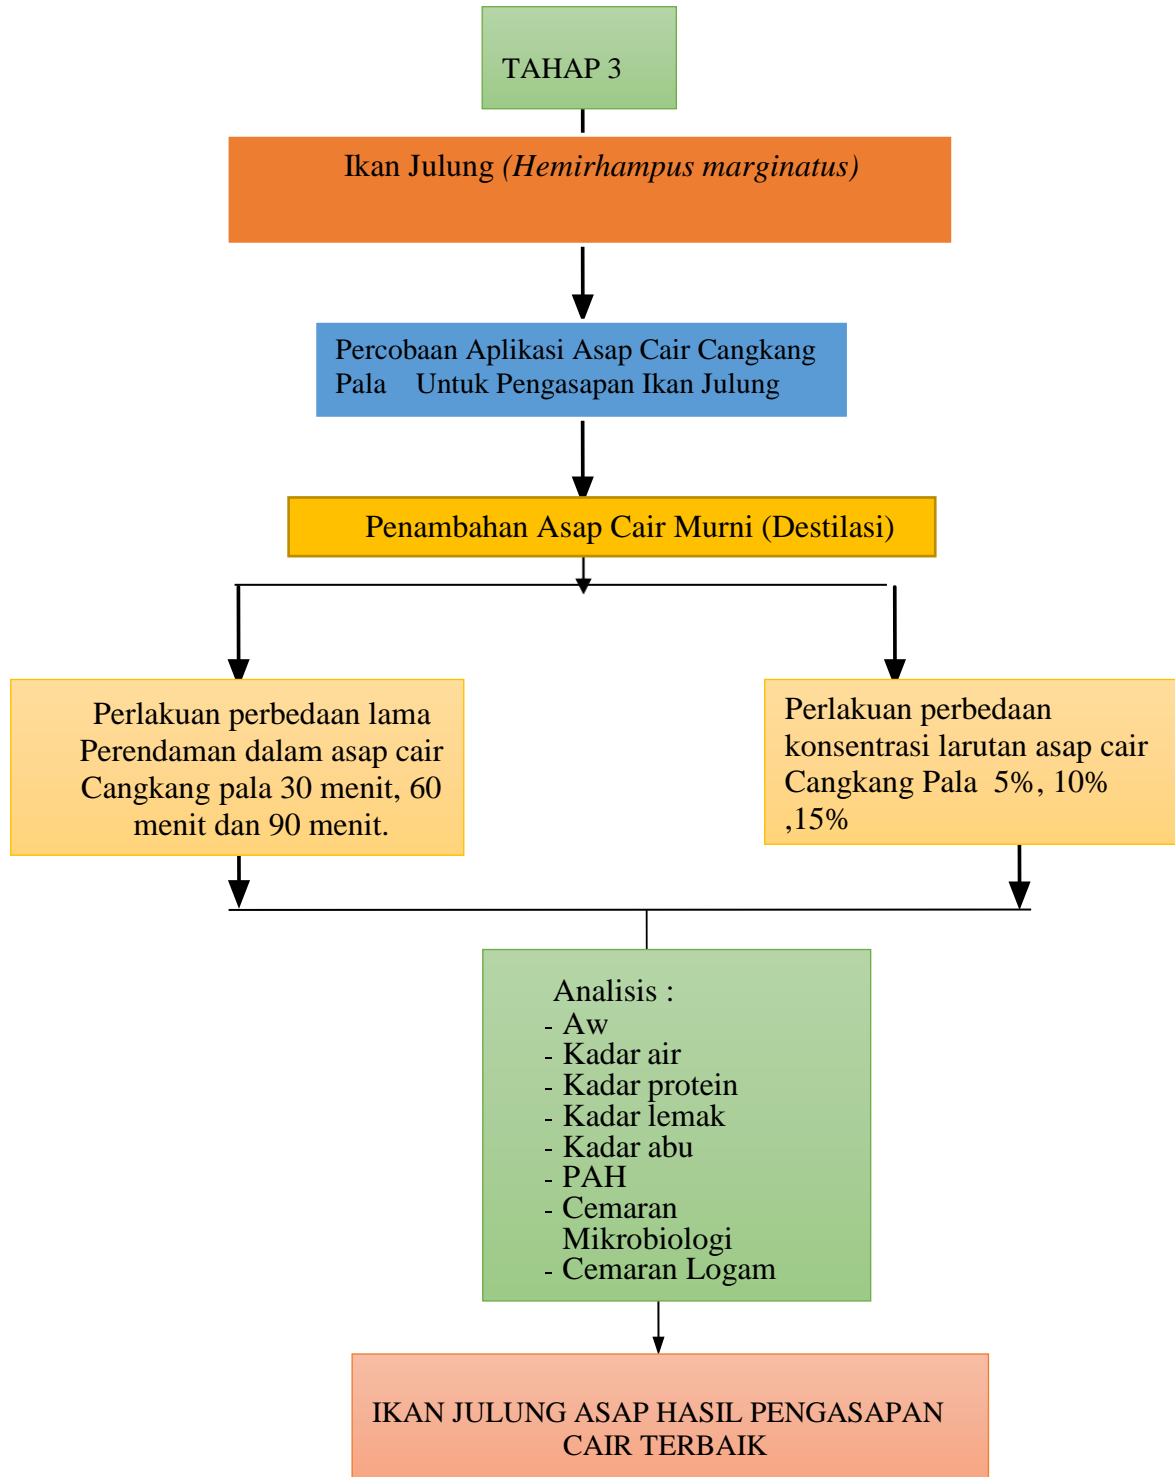 TAHAP 3
Ikan Julung (Hemirhampus marginatus)
Percobaan Aplikasi Asap Cair Cangkang
Pala Untuk Pengasapan Ikan Julung
Penambahan Asap Cair Murni (Destilasi)
Perlakuan perbedaan lama
Perendaman dalam asap cair
Cangkang pala 30 menit, 60
menit dan 90 menit.
Perlakuan perbedaan
konsentrasi larutan asap cair
Cangkang Pala 5%, 10%
,15%
Analisis :
- Aw
- Kadar air
- Kadar protein
- Kadar lemak
- Kadar abu
- PAH
- Cemaran
Mikrobiologi
- Cemaran Logam
IKAN JULUNG ASAP HASIL PENGASAPAN
CAIR TERBAIK